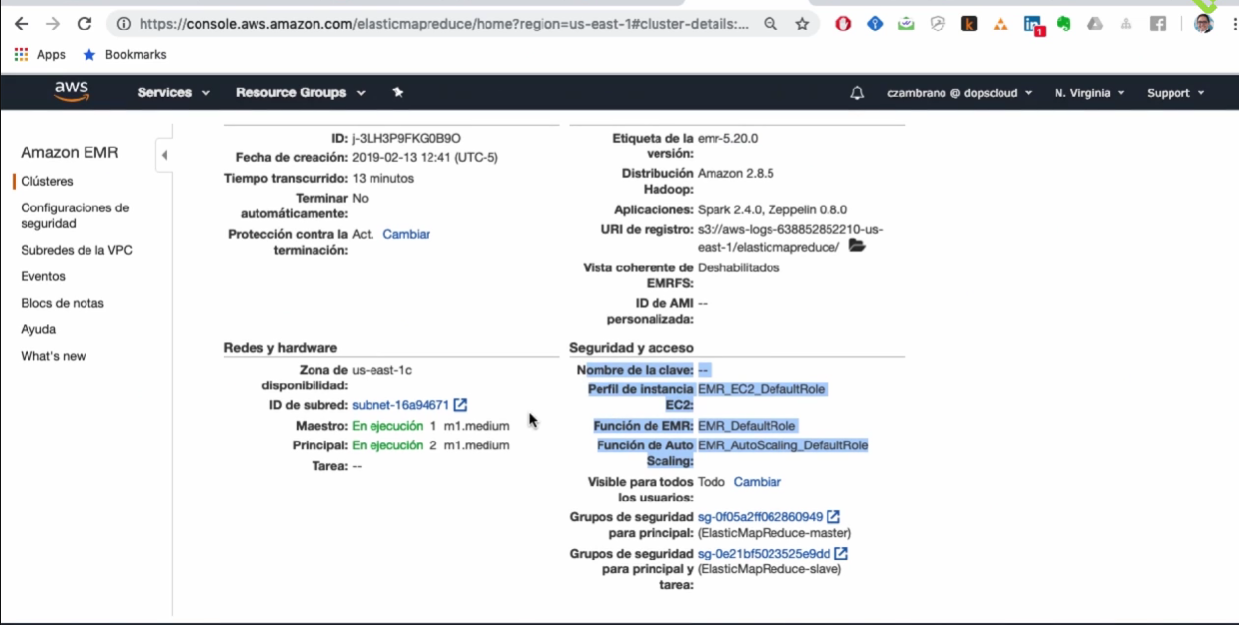 https://console.aws.amazon.com/elasticmapreduce/home?region=us-east-1#cluster-details:...
1
Apps
Bookmarks
aws
Services
Resource Groups
czambrano @ dopscloud
N. Virginia
Support
Amazon EMR
Clústeres
Configuraciones de
seguridad
Subredes de la VPC
Eventos
Blocs de notas
Ayuda
What's new
ID: j-3LH3P9FKG0B9O
Fecha de creación: 2019-02-13 12:41 (UTC-5)
Tiempo transcurrido: 13 minutos
Terminar No
automáticamente:
Protección contra la Act. Cambiar
terminación:
Etiqueta de la emr-5.20.0
versión:
Distribución Amazon 2.8.5
Hadoop:
Aplicaciones: Spark 2.4.0, Zeppelin 0.8.0
URI de registro: s3://aws-logs-638852852210-us-
east-1/elasticmapreduce/
Vista coherente de Deshabilitados
EMRFS:
ID de AMI --
personalizada:
Redes y hardware
Zona de us-east-1c
disponibilidad:
ID de subred: subnet-16a94671
Maestro: En ejecución 1 m1.medium
Principal: En ejecución 2 m1.medium
Tarea: --
Seguridad y acceso
Nombre de la clave: --
Perfil de instancia EMR_EC2_DefaultRole
EC2:
Función de EMR: EMR_DefaultRole
Función de Auto EMR_AutoScaling_DefaultRole
Scaling:
Visible para todos Todo Cambiar
los usuarios:
Grupos de seguridad sg-0f05a2ff062860949
para principal: (ElasticMapReduce-master)
Grupos de seguridad sg-0e21bf5023525e9dd
para principal y (ElasticMapReduce-slave)
tarea: